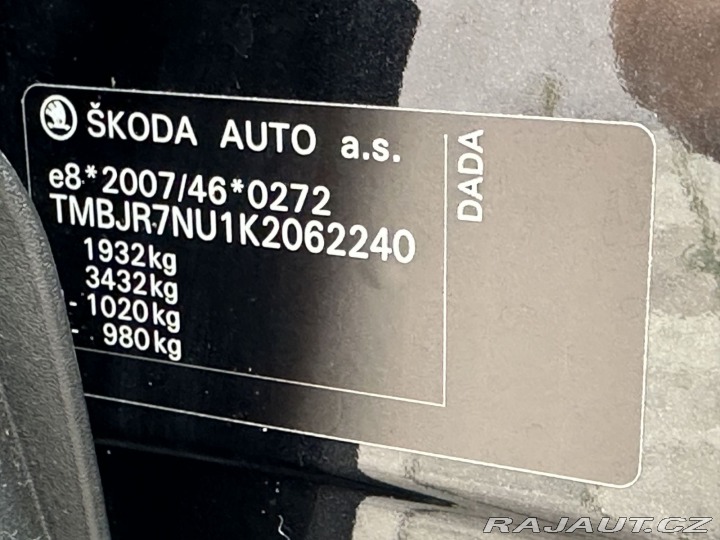 ŠKODA AUTO a.s.
e8*2007/46*0272
TMBJR7NU1K2062240
1932kg
3432kg
- 1020kg
- 980kg
DADA
RAJAUT.CZ